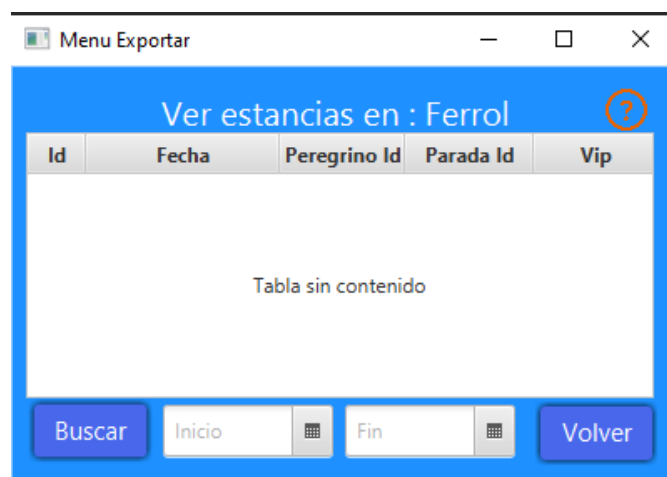 Menu Exportar
Ver estancias en : Ferrol ?
Id Fecha Peregrino Id Parada Id Vip
Tabla sin contenido
Buscar Inicio Fin Volver